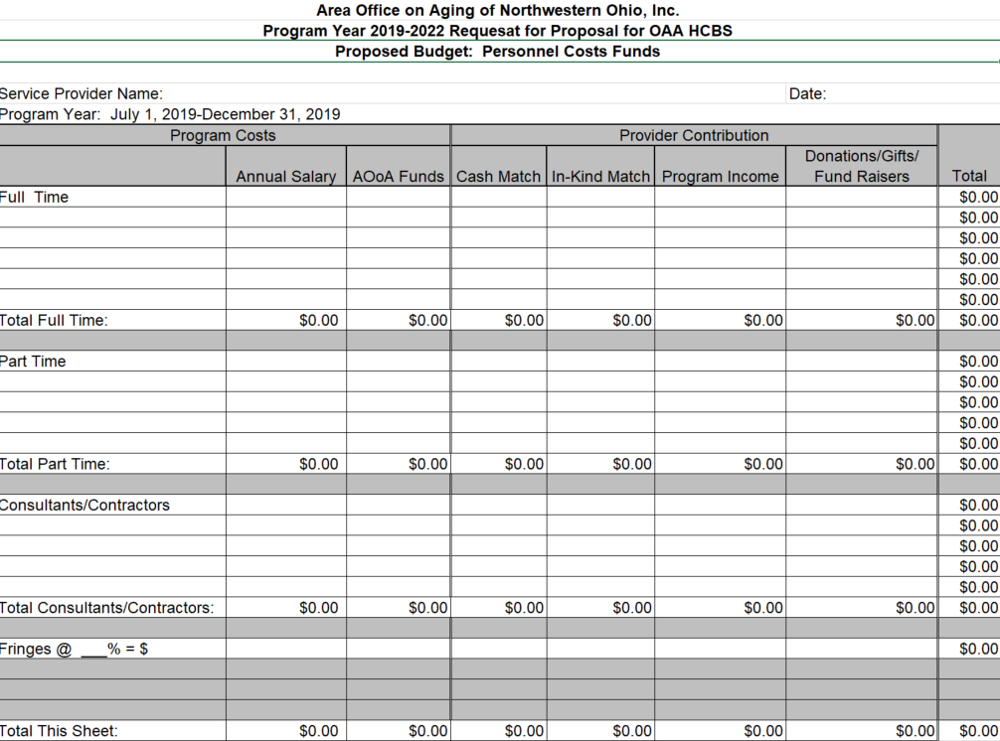 Area Office on Aging of Northwestern Ohio, Inc.
Program Year 2019-2022 Requesat for Proposal for OAA HCBS
Proposed Budget:  Personnel Costs Funds
Service Provider Name: Date:
Program Year:  July 1, 2019-December 31, 2019
Program Costs Provider Contribution
Donations/Gifts/
Annual Salary AOoA Funds Cash Match In-Kind Match Program Income Fund Raisers Total
Full  Time $0.00
$0.00
$0.00
$0.00
$0.00
$0.00
Total Full Time: $0.00 $0.00 $0.00 $0.00 $0.00 $0.00 $0.00
Part Time $0.00
$0.00
$0.00
$0.00
$0.00
Total Part Time: $0.00 $0.00 $0.00 $0.00 $0.00 $0.00 $0.00
Consultants/Contractors $0.00
$0.00
$0.00
$0.00
$0.00
Total Consultants/Contractors: $0.00 $0.00 $0.00 $0.00 $0.00 $0.00 $0.00
Fringes @  ___% = $ $0.00
Total This Sheet: $0.00 $0.00 $0.00 $0.00 $0.00 $0.00 $0.00